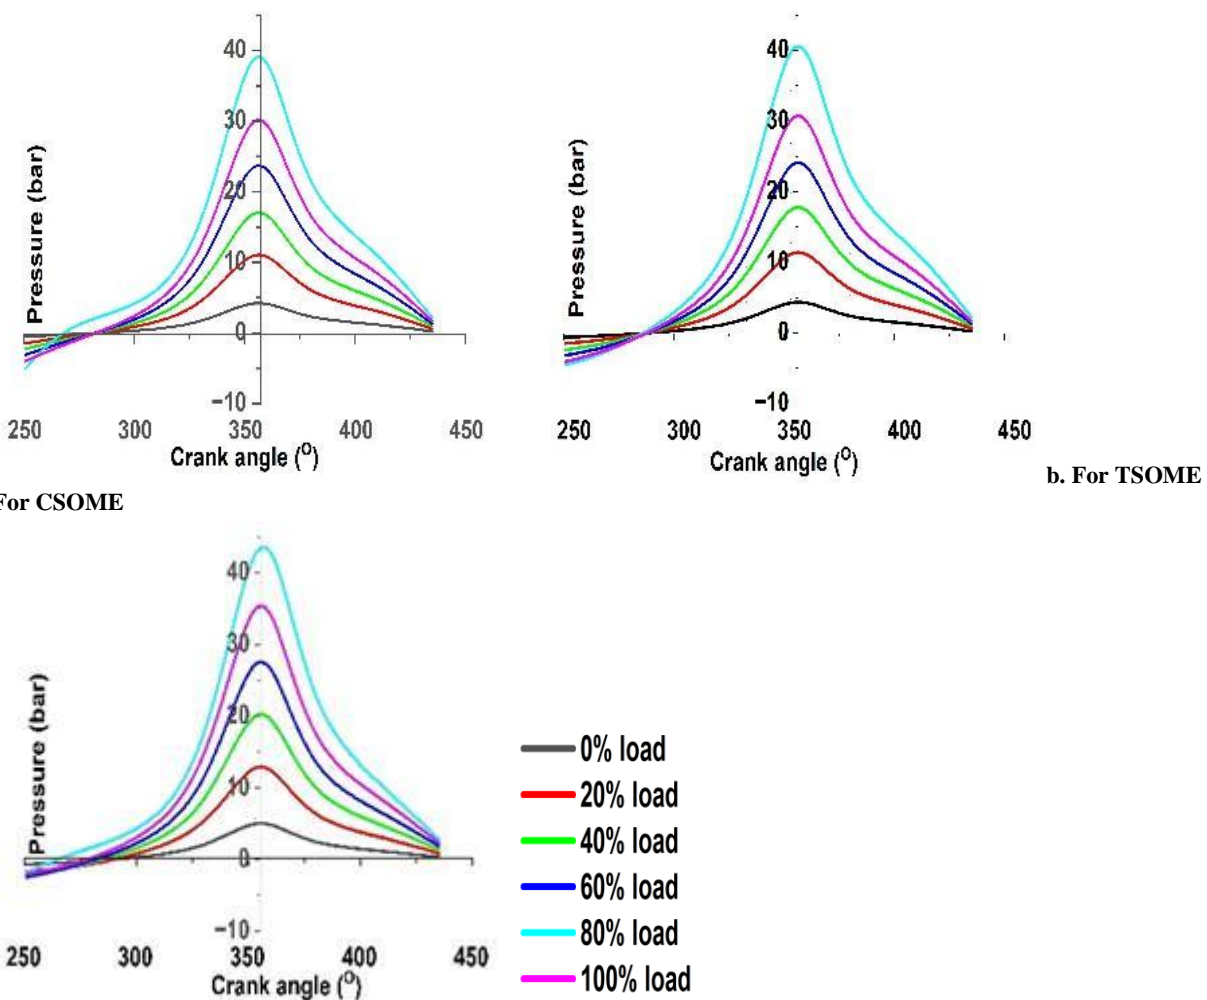 40
30
20
10
0
−10
Pressure (bar)
250 300 350 400 450
Crank angle (O)
For CSOME
40
30
20
10
0
−10
Pressure (bar)
250 300 350 400 450
Crank angle (O)
b. For TSOME
40
30
20
10
0
−10
Pressure (bar)
250 300 350 400 450
Crank angle (O)
0% load
20% load
40% load
60% load
80% load
100% load